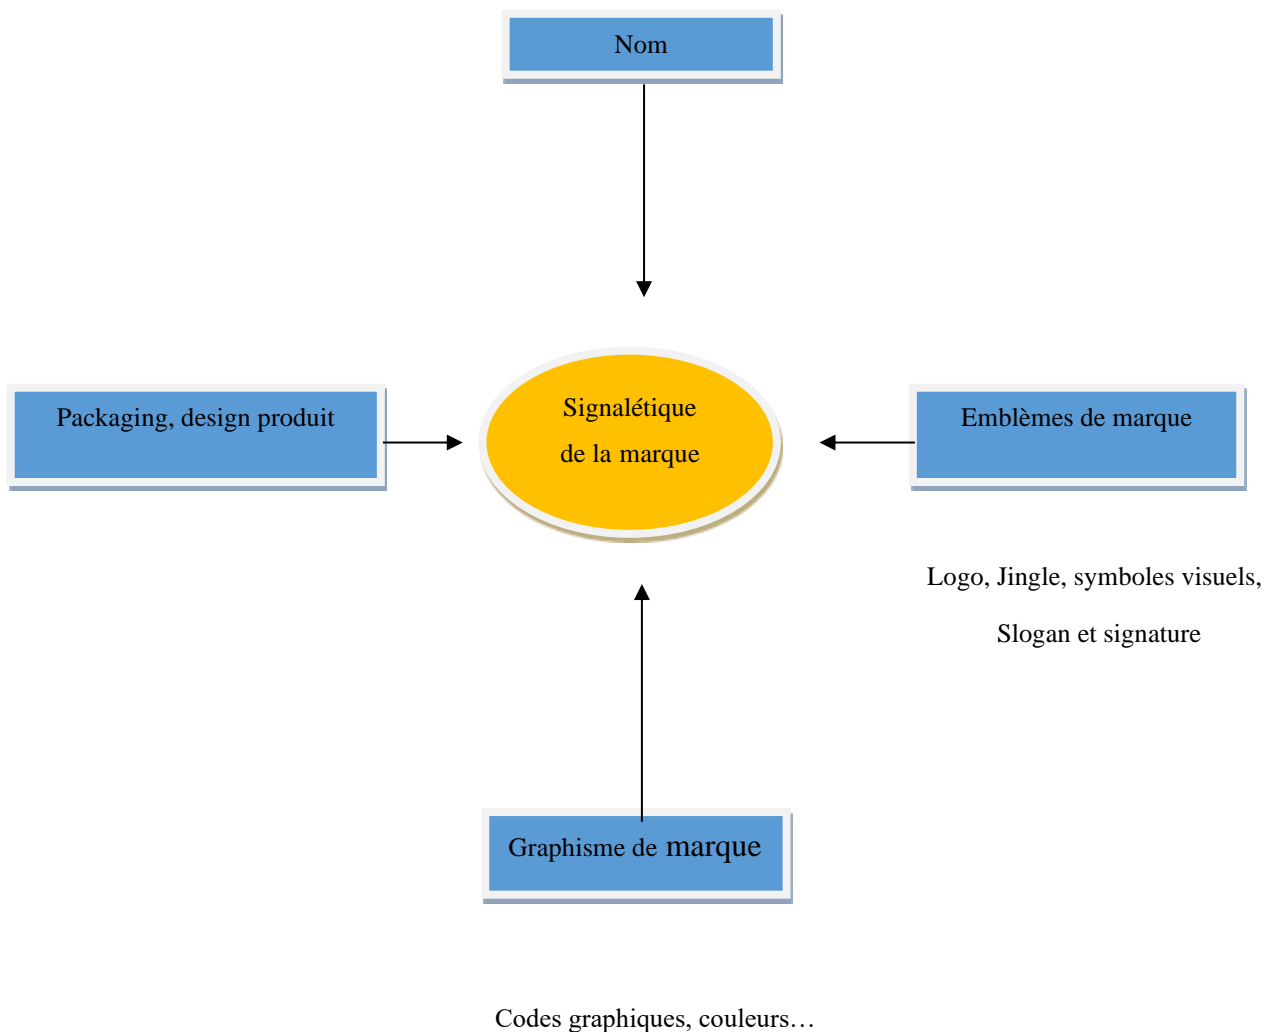 Nom
Packaging, design produit
Signalétique
de la marque
Emblèmes de marque
Logo, Jingle, symboles visuels,
Slogan et signature
Graphisme de marque
Codes graphiques, couleurs…